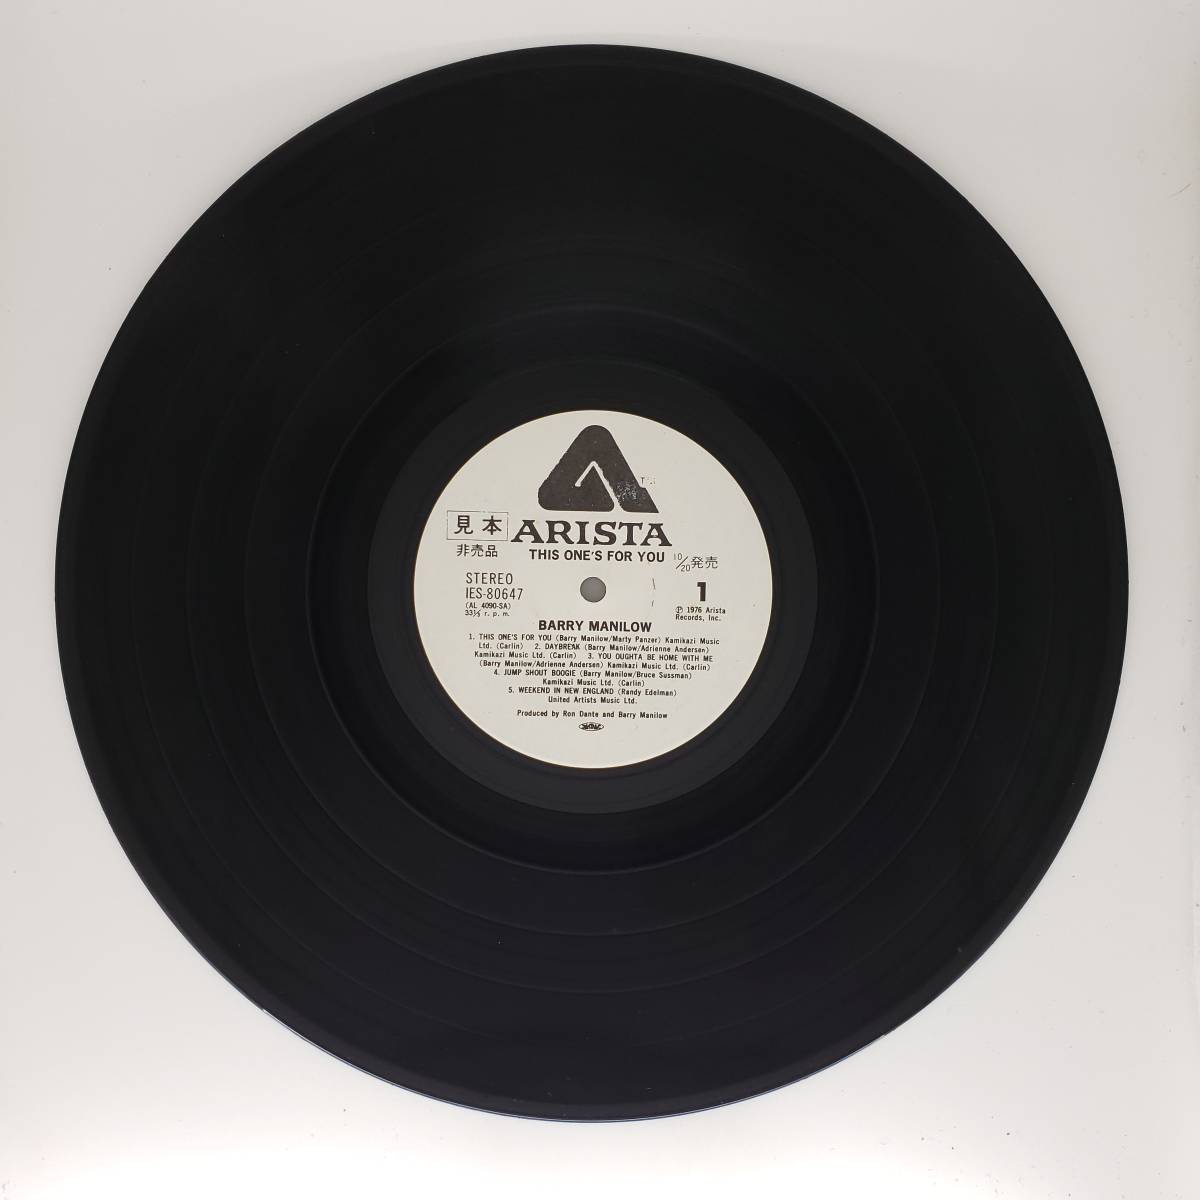 見本
非売品
ARISTA
THIS ONE'S FOR YOU
10/20発売
STEREO
IES-80647
(AL 4090-SA)
33⅓ r. p. m.
1
Ⓟ 1976 Arista
Records, Inc.
BARRY MANILOW
1. THIS ONE'S FOR YOU (Barry Manilow/Marty Panzer) Kamikazi Music
Ltd. (Carlin) 2. DAYBREAK (Barry Manilow/Adrienne Andersen)
Kamikazi Music Ltd. (Carlin) 3. YOU OUGHTA BE HOME WITH ME
(Barry Manilow/Adrienne Andersen) Kamikazi Music Ltd. (Carlin)
4. JUMP SHOUT BOOGIE (Barry Manilow/Bruce Sussman)
Kamikazi Music Ltd. (Carlin)
5. WEEKEND IN NEW ENGLAND (Randy Edelman)
United Artists Music Ltd.
Produced by Ron Dante and Barry Manilow